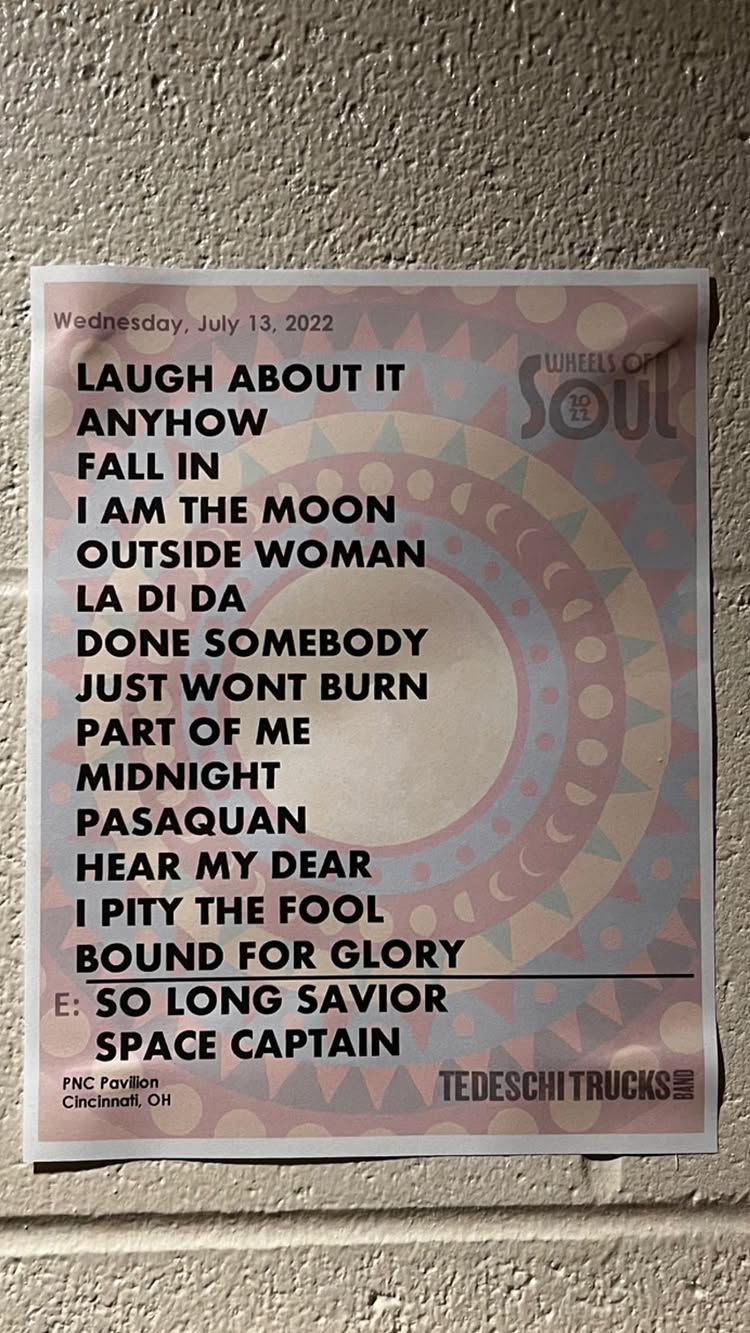 Wednesday, July 13, 2022
WHEELS OF
SOUL
20
22
LAUGH ABOUT IT
ANYHOW
FALL IN
I AM THE MOON
OUTSIDE WOMAN
LA DI DA
DONE SOMEBODY
JUST WONT BURN
PART OF ME
MIDNIGHT
PASAQUAN
HEAR MY DEAR
I PITY THE FOOL
BOUND FOR GLORY
E: SO LONG SAVIOR
SPACE CAPTAIN
PNC Pavilion
Cincinnati, OH
TEDESCHI TRUCKS BAND